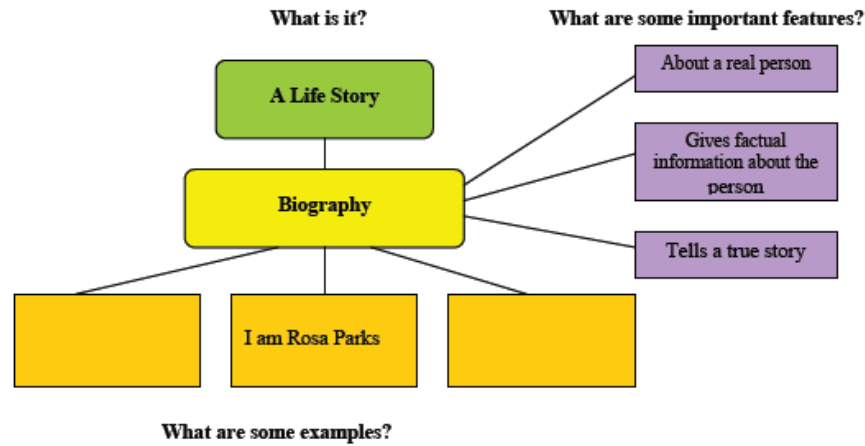 What is it?
What are some important features?
A Life Story
About a real person
Gives factual
information about the
person
Biography
Tells a true story
I am Rosa Parks
What are some examples?